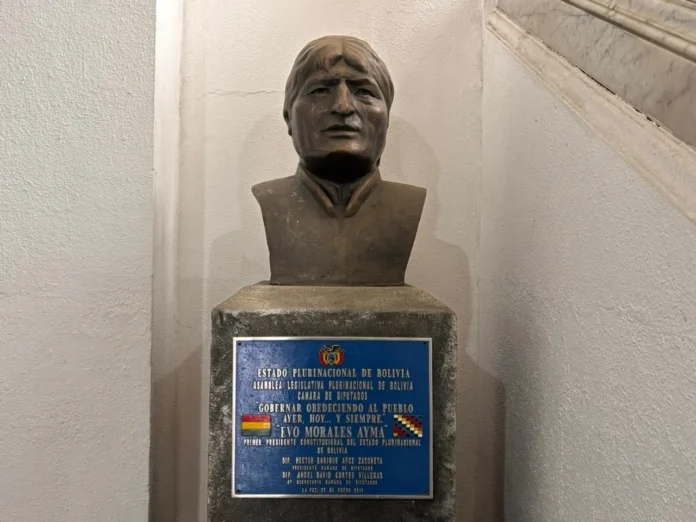 ESTADO PLURINACIONAL DE BOLIVIA
ASAMBLEA LEGISLATIVA PLURINACIONAL DE BOLIVIA
CAMARA DE DIPUTADOS
"GOBERNAR OBEDECIENDO AL PUEBLO
AYER, HOY... Y SIEMPRE."
"EVO MORALES AYMA"
PRIMER PRESIDENTE CONSTITUCIONAL DEL ESTADO PLURINACIONAL
DE BOLIVIA
DIP. HECTOR ENRIQUE ARCE ZACONETA
PRESIDENTE CAMARA DE DIPUTADOS
DIP. ANGEL DAVID CORTES VILLEGAS
SECRETARIO CAMARA DE DIPUTADOS
LA PAZ, DE ENERO